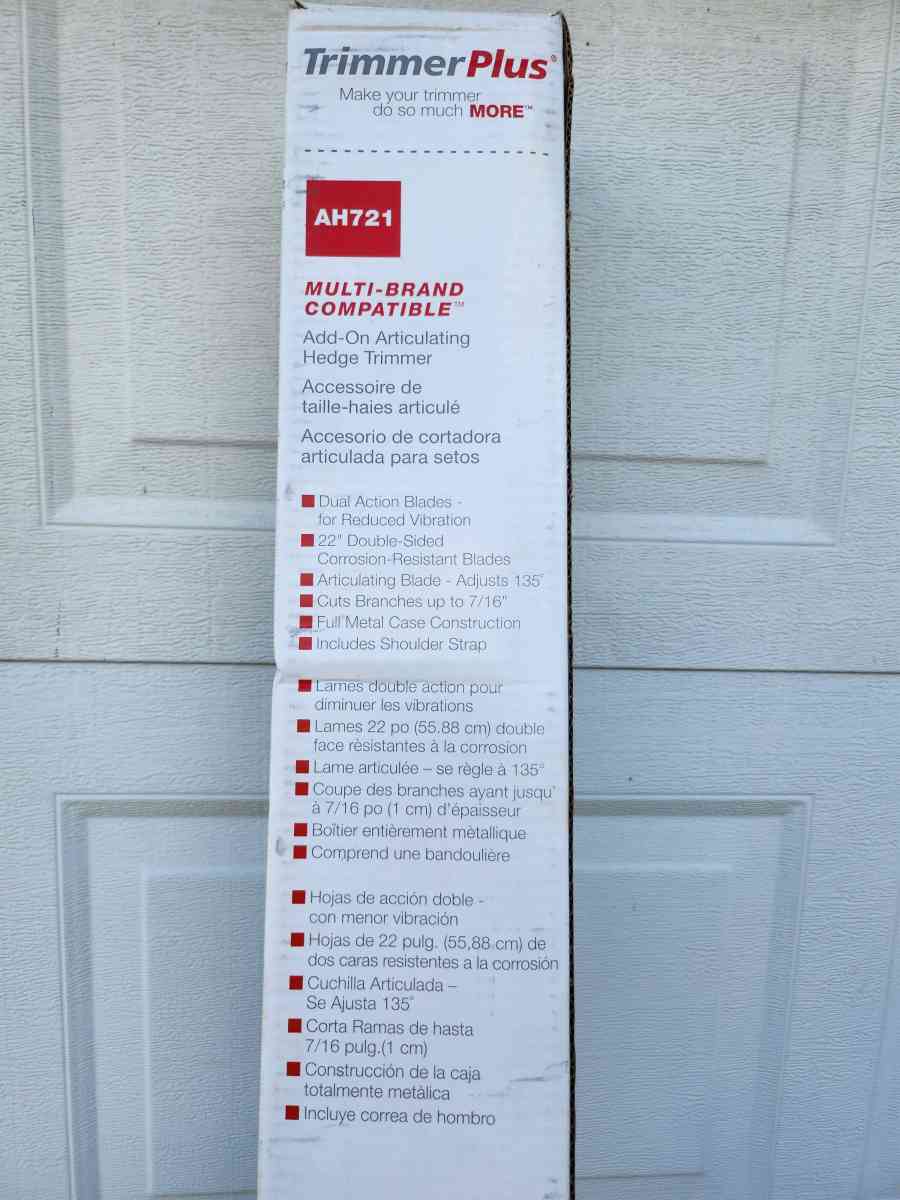 TrimmerPlus®
Make your trimmer
do so much MORE™
AH721
MULTI-BRAND
COMPATIBLE™
Add-On Articulating
Hedge Trimmer
Accessoire de
taille-haies articulé
Accesorio de cortadora
articulada para setos
Dual Action Blades -
for Reduced Vibration
22" Double-Sided
Corrosion-Resistant Blades
Articulating Blade - Adjusts 135°
Cuts Branches up to 7/16"
Full Metal Case Construction
Includes Shoulder Strap
Lames double action pour
diminuer les vibrations
Lames 22 po (55.88 cm) double
face rèsistantes à la corrosion
Lame articulée – se règle à 135°
Coupe des branches ayant jusqu'
à 7/16 po (1 cm) d'épaisseur
Boîtier entièrement mètallique
Comprend une bandoulière
Hojas de acción doble -
con menor vibración
Hojas de 22 pulg. (55,88 cm) de
dos caras resistentes a la corrosión
Cuchilla Articulada –
Se Ajusta 135°
Corta Ramas de hasta
7/16 pulg.(1 cm)
Construcción de la caja
totalmente metàlica
Incluye correa de hombro